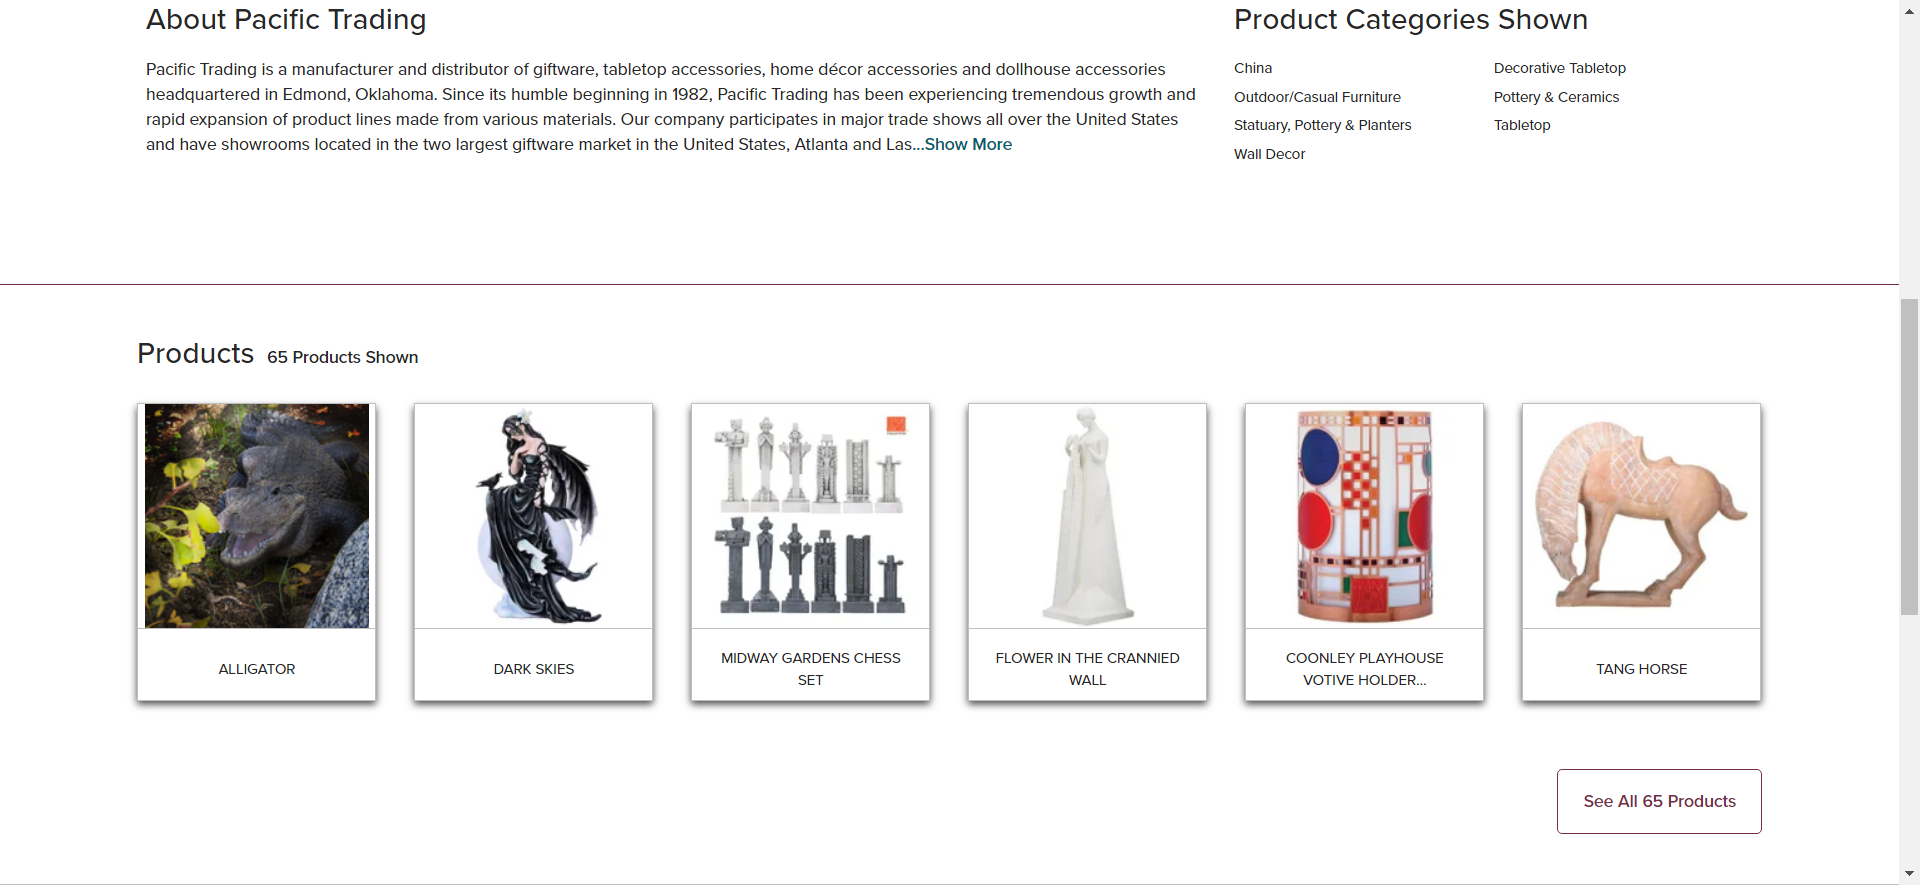 About Pacific Trading
Pacific Trading is a manufacturer and distributor of giftware, tabletop accessories, home décor accessories and dollhouse accessories
headquartered in Edmond, Oklahoma. Since its humble beginning in 1982, Pacific Trading has been experiencing tremendous growth and
rapid expansion of product lines made from various materials. Our company participates in major trade shows all over the United States
and have showrooms located in the two largest giftware market in the United States, Atlanta and Las...Show More
Product Categories Shown
China
Outdoor/Casual Furniture
Statuary, Pottery & Planters
Wall Decor
Decorative Tabletop
Pottery & Ceramics
Tabletop
Products 65 Products Shown
ALLIGATOR
DARK SKIES
MIDWAY GARDENS CHESS
SET
FLOWER IN THE CRANNIED
WALL
COONLEY PLAYHOUSE
VOTIVE HOLDER...
TANG HORSE
See All 65 Products